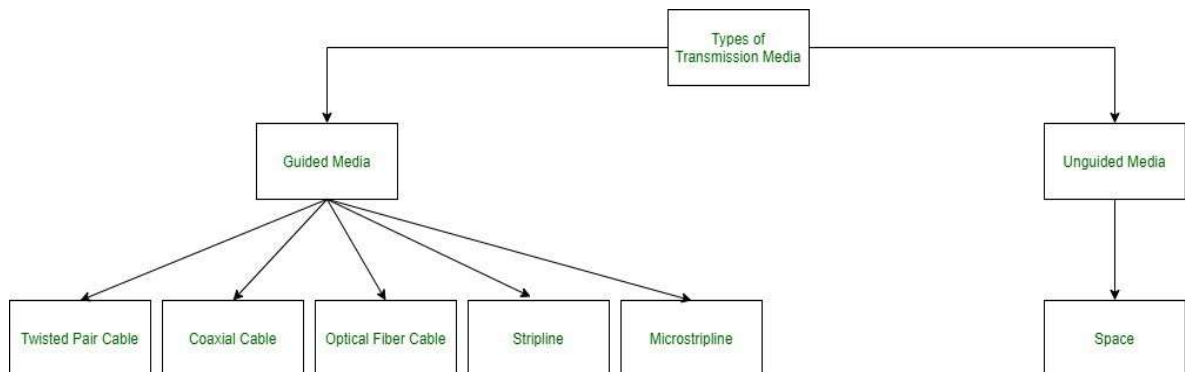 Types of
Transmission Media
Guided Media
Unguided Media
Twisted Pair Cable
Coaxial Cable
Optical Fiber Cable
Stripline
Microstripline
Space